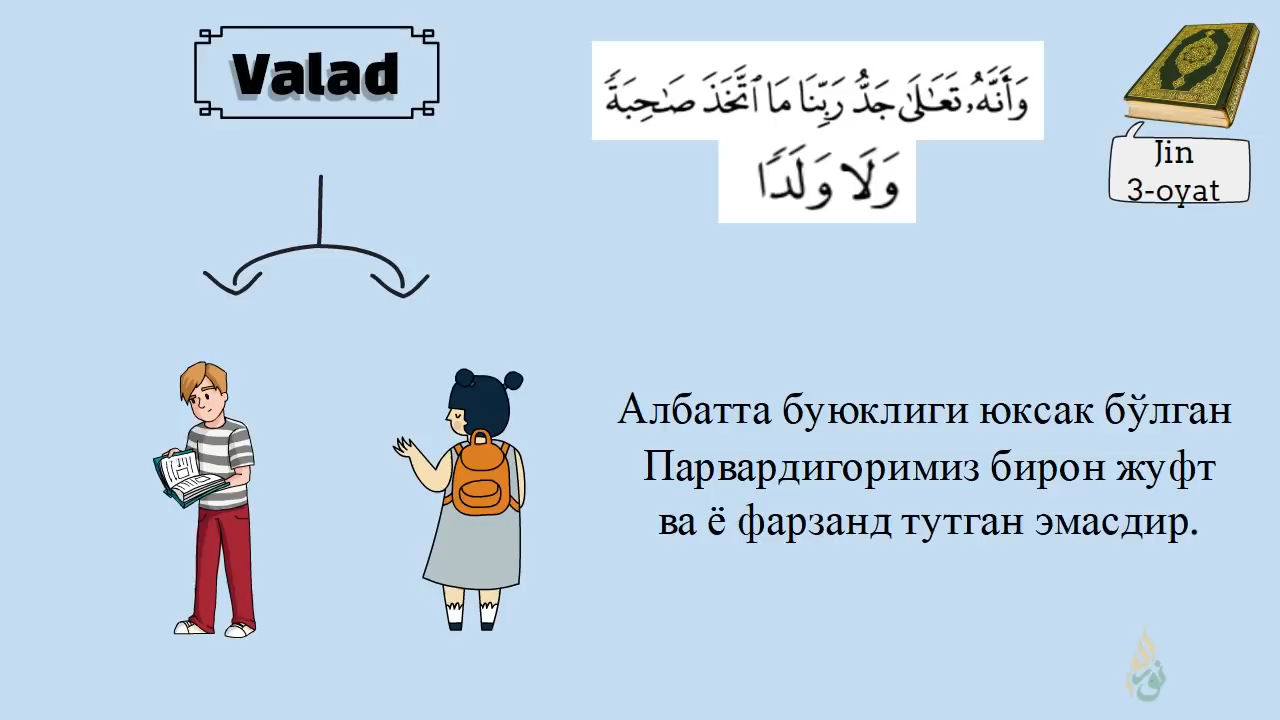 Valad
وَأَنَّهُۥ تَعَـٰلَىٰ جَدُّ رَبِّنَا مَا ٱتَّخَذَ صَـٰحِبَةً
وَلَا وَلَدًا
Jin
3-oyat
Албатта буюклиги юксак бўлган
Парвардигоримиз бирон жуфт
ва ё фарзанд тутган эмасдир.